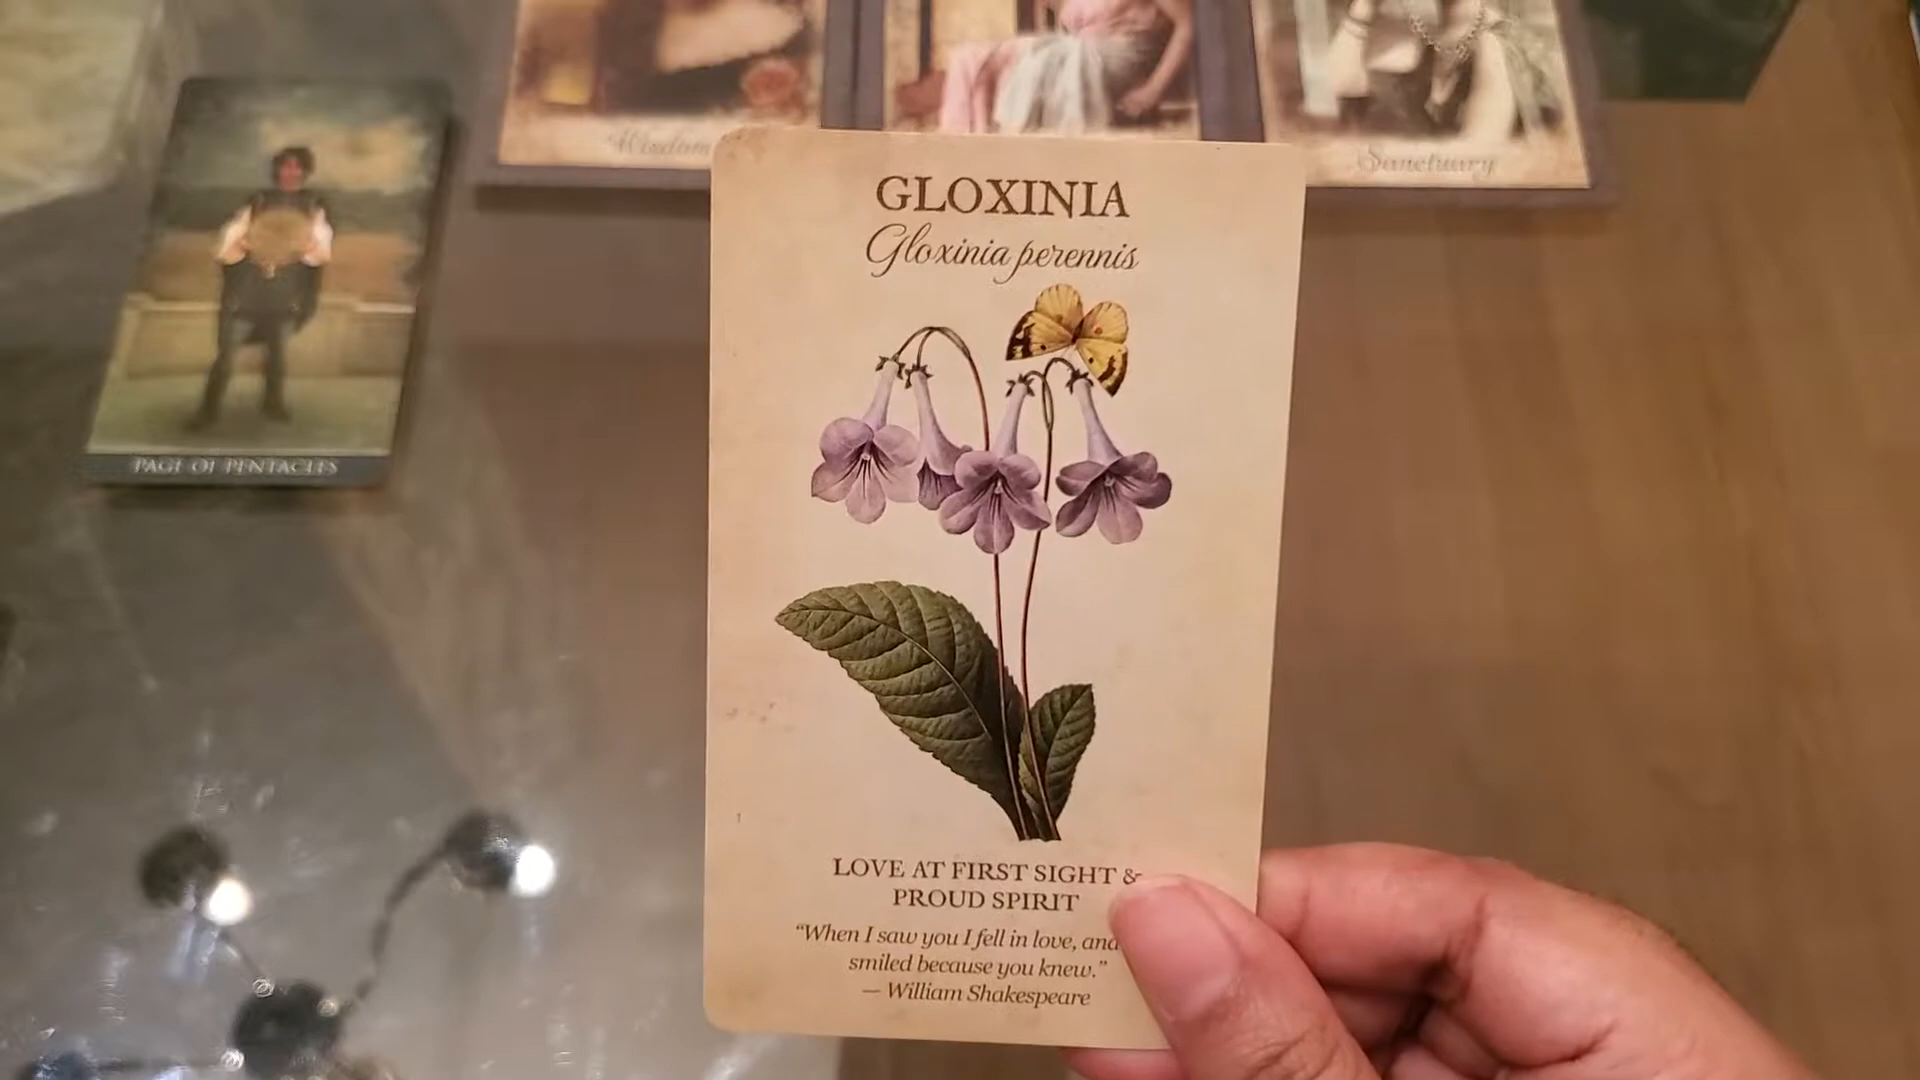 Wisdom
Sanctuary
PAGE OF PENTACLES
GLOXINIA
Gloxinia perennis
LOVE AT FIRST SIGHT &
PROUD SPIRIT
“When I saw you I fell in love, and
smiled because you knew.”
— William Shakespeare